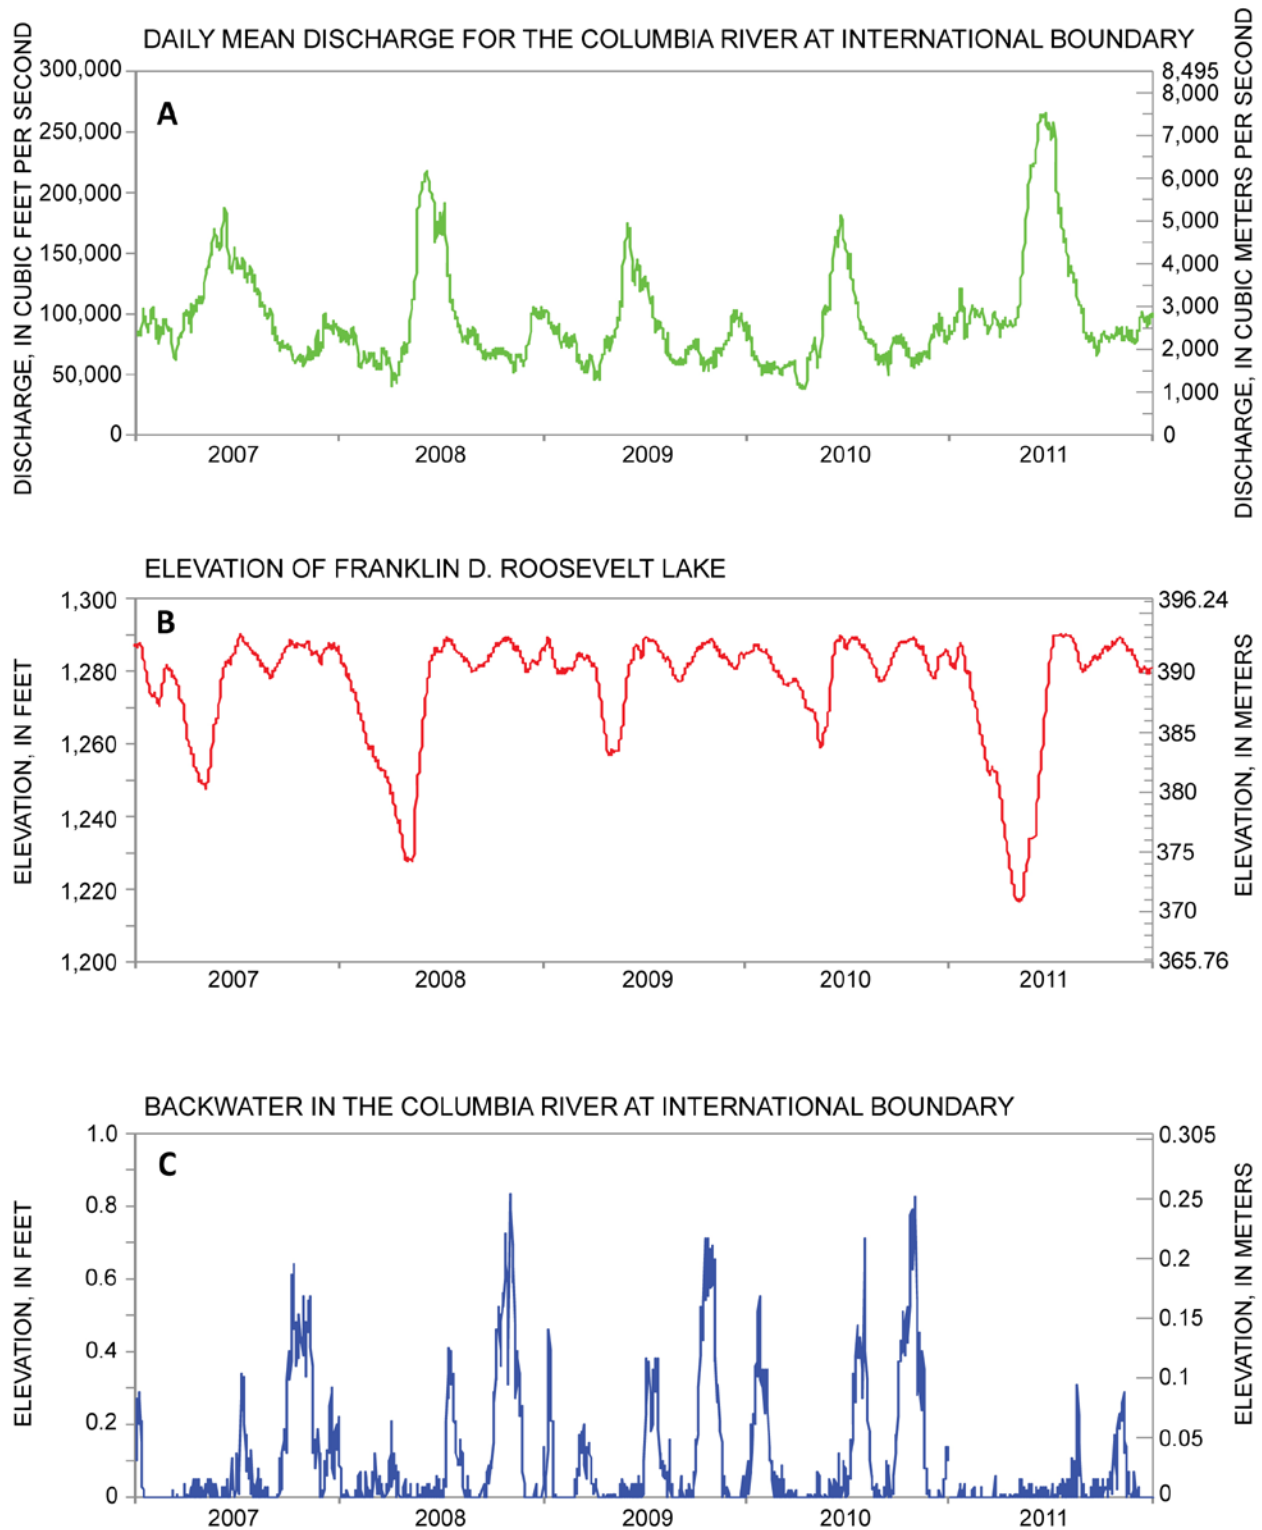 DAILY MEAN DISCHARGE FOR THE COLUMBIA RIVER AT INTERNATIONAL BOUNDARY
A
DISCHARGE, IN CUBIC FEET PER SECOND
300,000
250,000
200,000
150,000
100,000
50,000
0
8,495
8,000
7,000
6,000
5,000
4,000
3,000
2,000
1,000
0
DISCHARGE, IN CUBIC METERS PER SECOND
2007 2008 2009 2010 2011
ELEVATION OF FRANKLIN D. ROOSEVELT LAKE
B
ELEVATION, IN FEET
1,300
1,280
1,260
1,240
1,220
1,200
396.24
390
385
380
375
370
365.76
ELEVATION, IN METERS
2007 2008 2009 2010 2011
BACKWATER IN THE COLUMBIA RIVER AT INTERNATIONAL BOUNDARY
C
ELEVATION, IN FEET
1.0
0.8
0.6
0.4
0.2
0
0.305
0.25
0.2
0.15
0.1
0.05
0
ELEVATION, IN METERS
2007 2008 2009 2010 2011